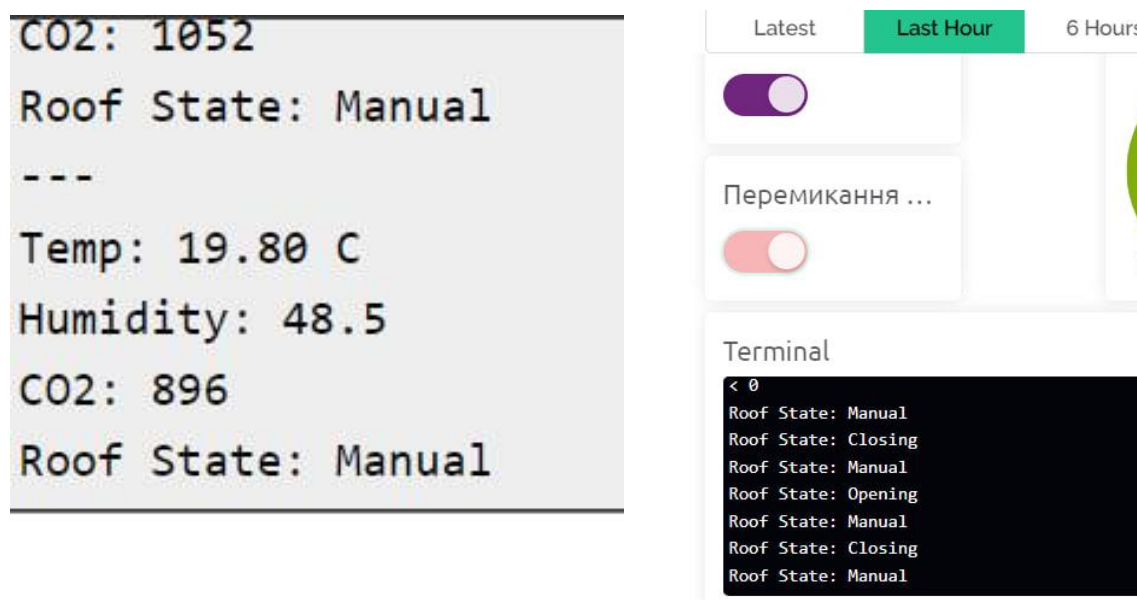 CO2: 1052
Roof State: Manual
---
Temp: 19.80 C
Humidity: 48.5
CO2: 896
Roof State: Manual
Latest
Last Hour
6 Hours
Перемикання ...
Terminal
< 0
Roof State: Manual
Roof State: Closing
Roof State: Manual
Roof State: Opening
Roof State: Manual
Roof State: Closing
Roof State: Manual